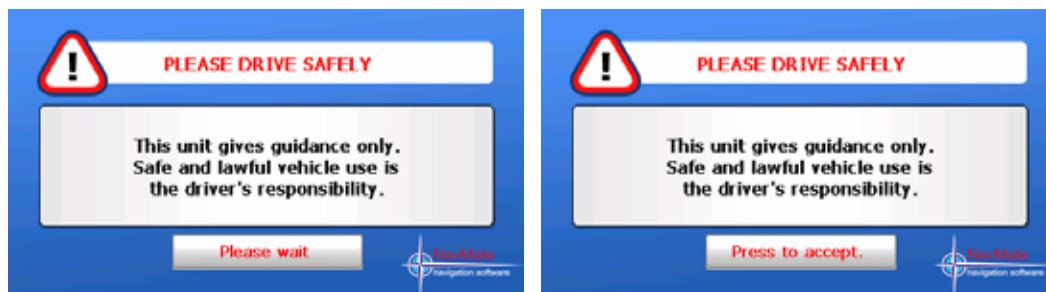 PLEASE DRIVE SAFELY
This unit gives guidance only.
Safe and lawful vehicle use is
the driver's responsibility.
Please wait
NavMate
navigation software
PLEASE DRIVE SAFELY
This unit gives guidance only.
Safe and lawful vehicle use is
the driver's responsibility.
Press to accept.
NavMate
navigation software